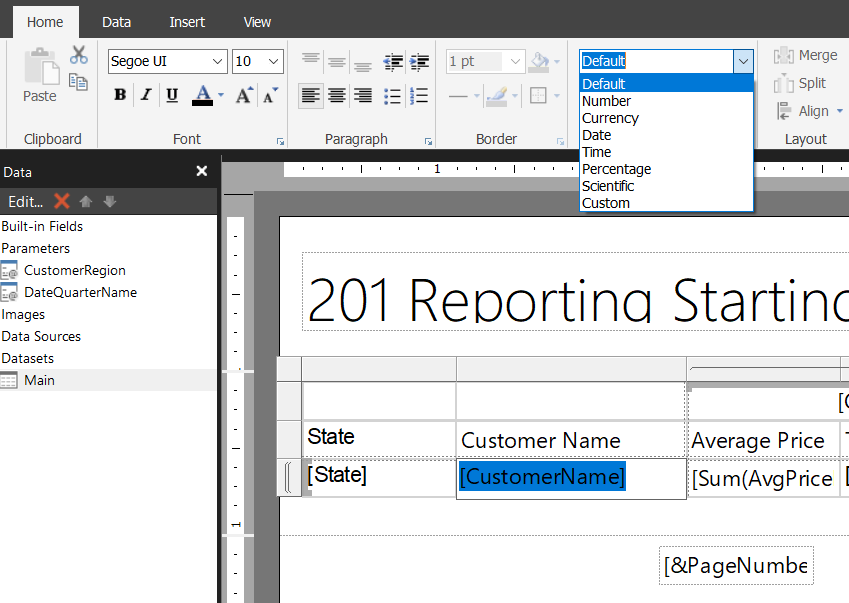 Home Data Insert View
Segoe UI 10 1 pt Default Merge
Default Split
Paste B I U A A A Number Align
Currency
Clipboard Font Paragraph Border Date Layout
Time
Percentage
Scientific
Custom
Data
Edit...
Built-in Fields
Parameters
CustomerRegion
DateQuarterName
Images
Data Sources
Datasets
Main
1
201 Reporting Starting
State Customer Name Average Price
[State] [CustomerName] [Sum(AvgPrice
1
[&PageNumbe